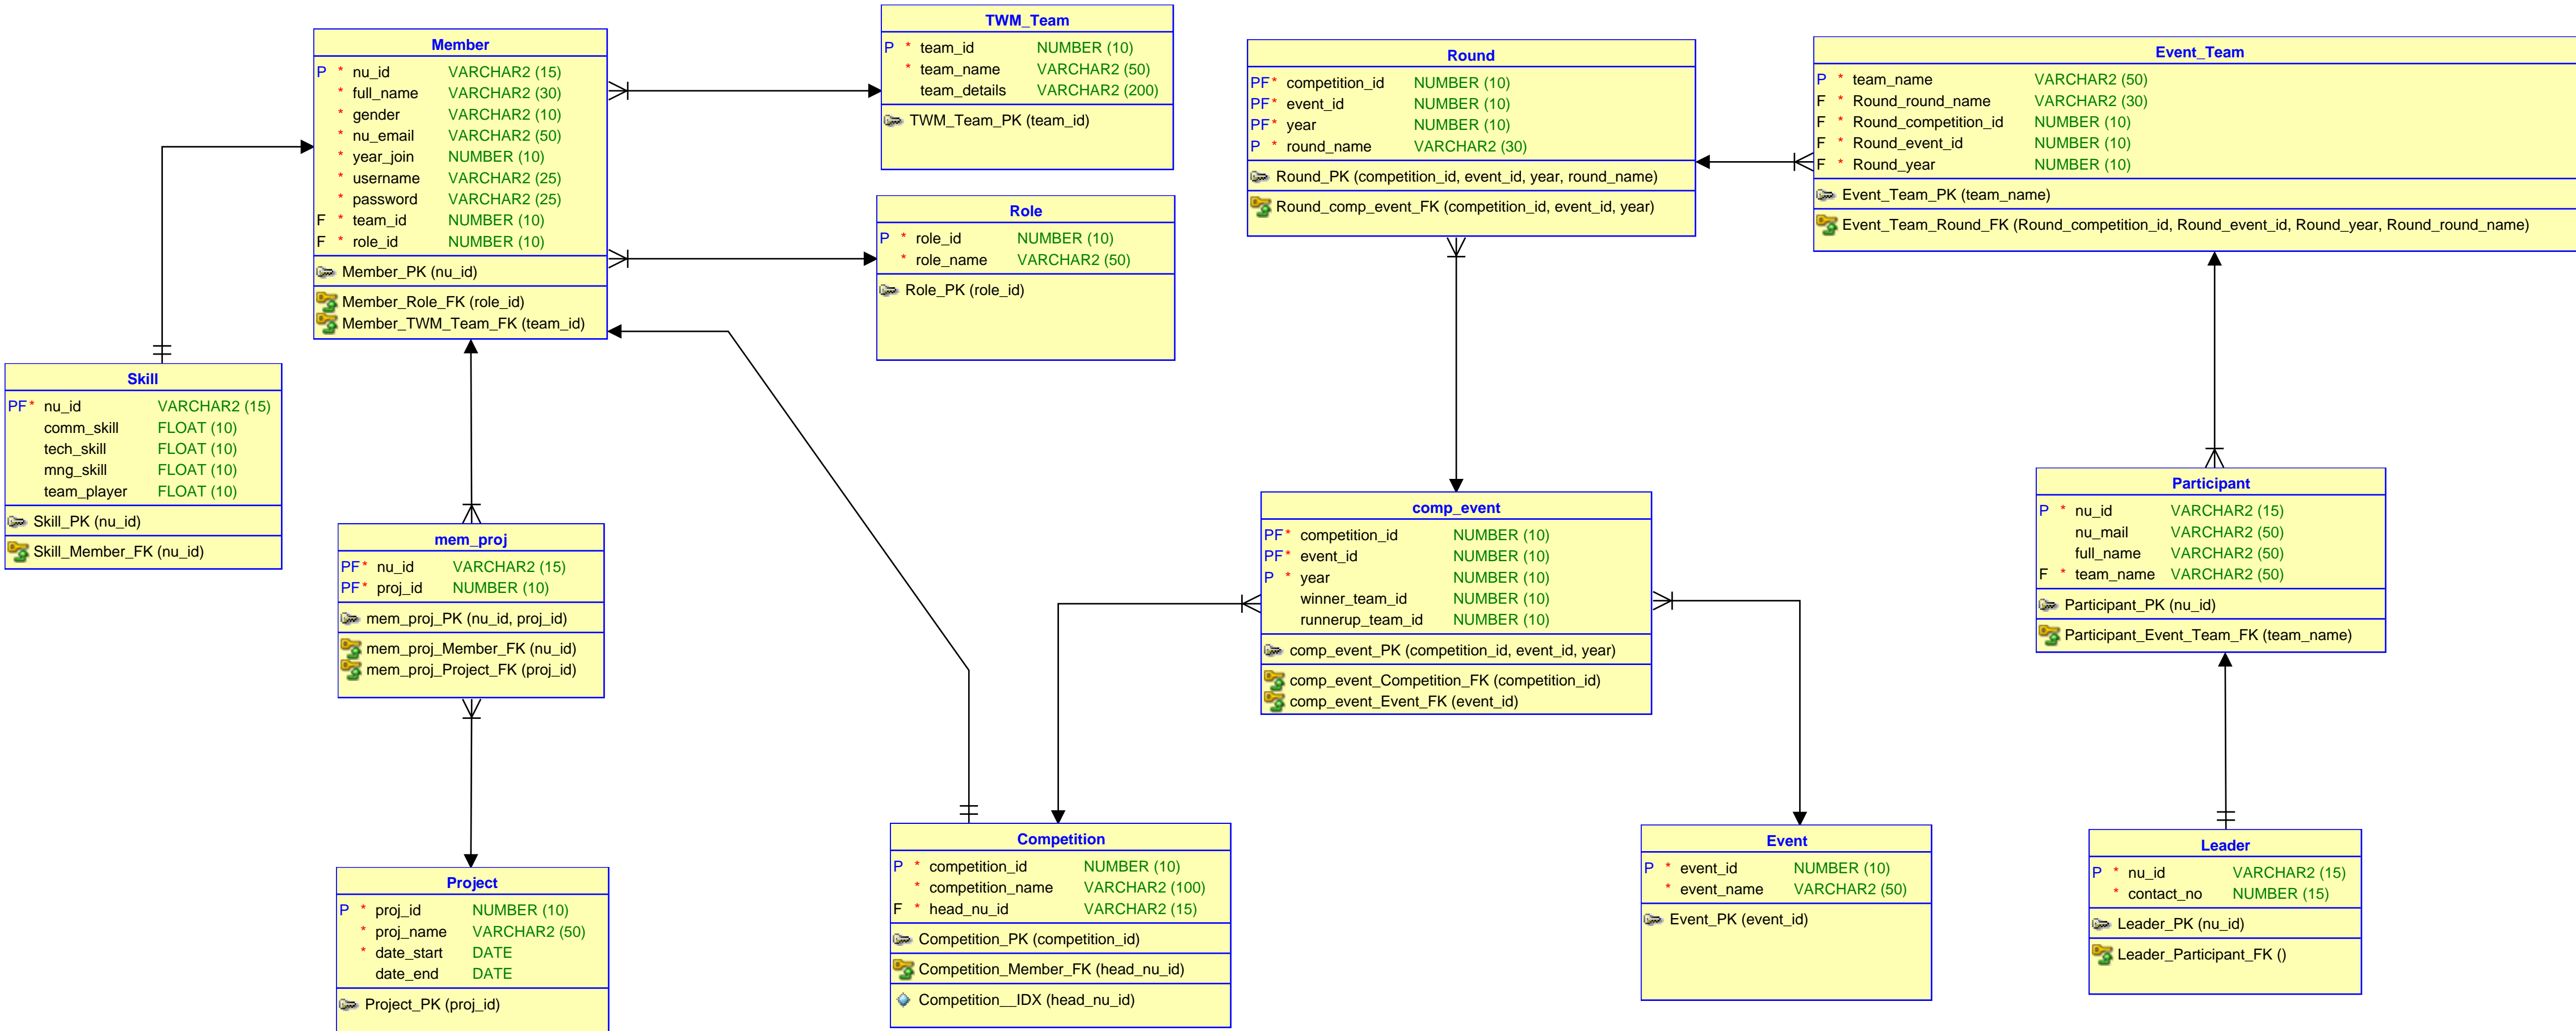 Member
P * nu_id VARCHAR2 (15)
* full_name VARCHAR2 (30)
* gender VARCHAR2 (10)
* nu_email VARCHAR2 (50)
* year_join NUMBER (10)
* username VARCHAR2 (25)
* password VARCHAR2 (25)
F * team_id NUMBER (10)
F * role_id NUMBER (10)
Member_PK (nu_id)
Member_Role_FK (role_id)
Member_TWM_Team_FK (team_id)
TWM_Team
P * team_id NUMBER (10)
* team_name VARCHAR2 (50)
team_details VARCHAR2 (200)
TWM_Team_PK (team_id)
Role
P * role_id NUMBER (10)
* role_name VARCHAR2 (50)
Role_PK (role_id)
Round
PF* competition_id NUMBER (10)
PF* event_id NUMBER (10)
PF* year NUMBER (10)
P * round_name VARCHAR2 (30)
Round_PK (competition_id, event_id, year, round_name)
Round_comp_event_FK (competition_id, event_id, year)
Event_Team
P * team_name VARCHAR2 (50)
F * Round_round_name VARCHAR2 (30)
F * Round_competition_id NUMBER (10)
F * Round_event_id NUMBER (10)
F * Round_year NUMBER (10)
Event_Team_PK (team_name)
Event_Team_Round_FK (Round_competition_id, Round_event_id, Round_year, Round_round_name)
Skill
PF* nu_id VARCHAR2 (15)
comm_skill FLOAT (10)
tech_skill FLOAT (10)
mng_skill FLOAT (10)
team_player FLOAT (10)
Skill_PK (nu_id)
Skill_Member_FK (nu_id)
mem_proj
PF* nu_id VARCHAR2 (15)
PF* proj_id NUMBER (10)
mem_proj_PK (nu_id, proj_id)
mem_proj_Member_FK (nu_id)
mem_proj_Project_FK (proj_id)
comp_event
PF* competition_id NUMBER (10)
PF* event_id NUMBER (10)
P * year NUMBER (10)
winner_team_id NUMBER (10)
runnerup_team_id NUMBER (10)
comp_event_PK (competition_id, event_id, year)
comp_event_Competition_FK (competition_id)
comp_event_Event_FK (event_id)
Participant
P * nu_id VARCHAR2 (15)
nu_mail VARCHAR2 (50)
full_name VARCHAR2 (50)
F * team_name VARCHAR2 (50)
Participant_PK (nu_id)
Participant_Event_Team_FK (team_name)
Project
P * proj_id NUMBER (10)
* proj_name VARCHAR2 (50)
* date_start DATE
date_end DATE
Project_PK (proj_id)
Competition
P * competition_id NUMBER (10)
* competition_name VARCHAR2 (100)
F * head_nu_id VARCHAR2 (15)
Competition_PK (competition_id)
Competition_Member_FK (head_nu_id)
Competition__IDX (head_nu_id)
Event
P * event_id NUMBER (10)
* event_name VARCHAR2 (50)
Event_PK (event_id)
Leader
P * nu_id VARCHAR2 (15)
* contact_no NUMBER (15)
Leader_PK (nu_id)
Leader_Participant_FK ()